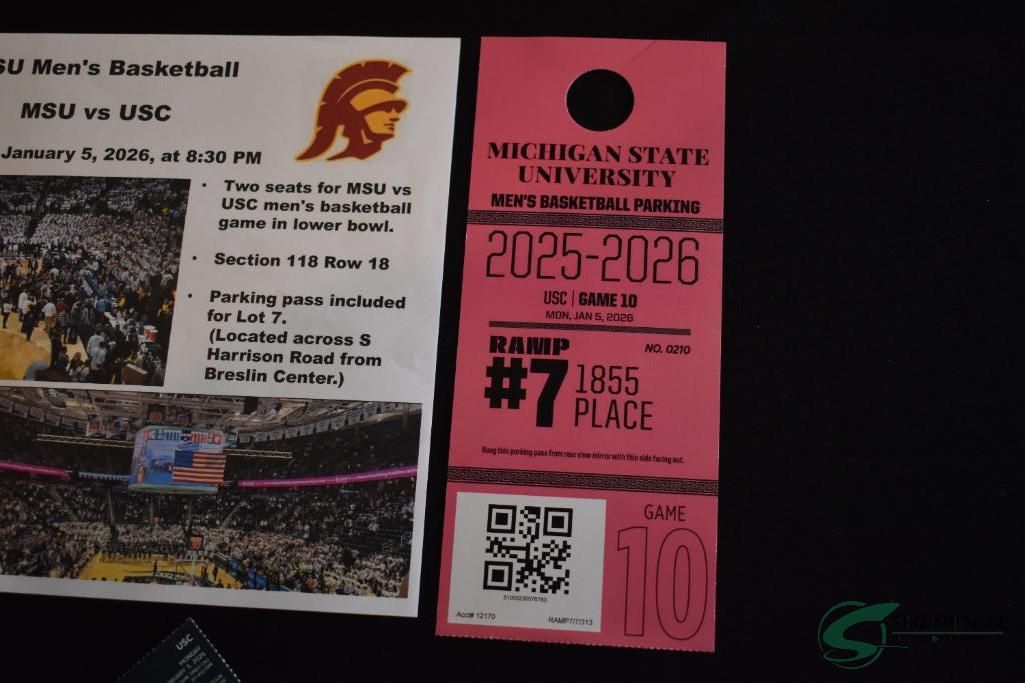 SU Men's Basketball
MSU vs USC
January 5, 2026, at 8:30 PM
• Two seats for MSU vs
USC men's basketball
game in lower bowl.
• Section 118 Row 18
• Parking pass included
for Lot 7.
(Located across S
Harrison Road from
Breslin Center.)
MICHIGAN STATE
UNIVERSITY
MEN'S BASKETBALL PARKING
2025-2026
USC | GAME 10
MON, JAN 5, 2026
RAMP
#7
NO. 0210
1855
PLACE
Hang this parking pass from rear view mirror with this side facing out.
GAME
10
Acct# 12170
RAMP7/7/313
USC
MONDAY
SHERIDAN